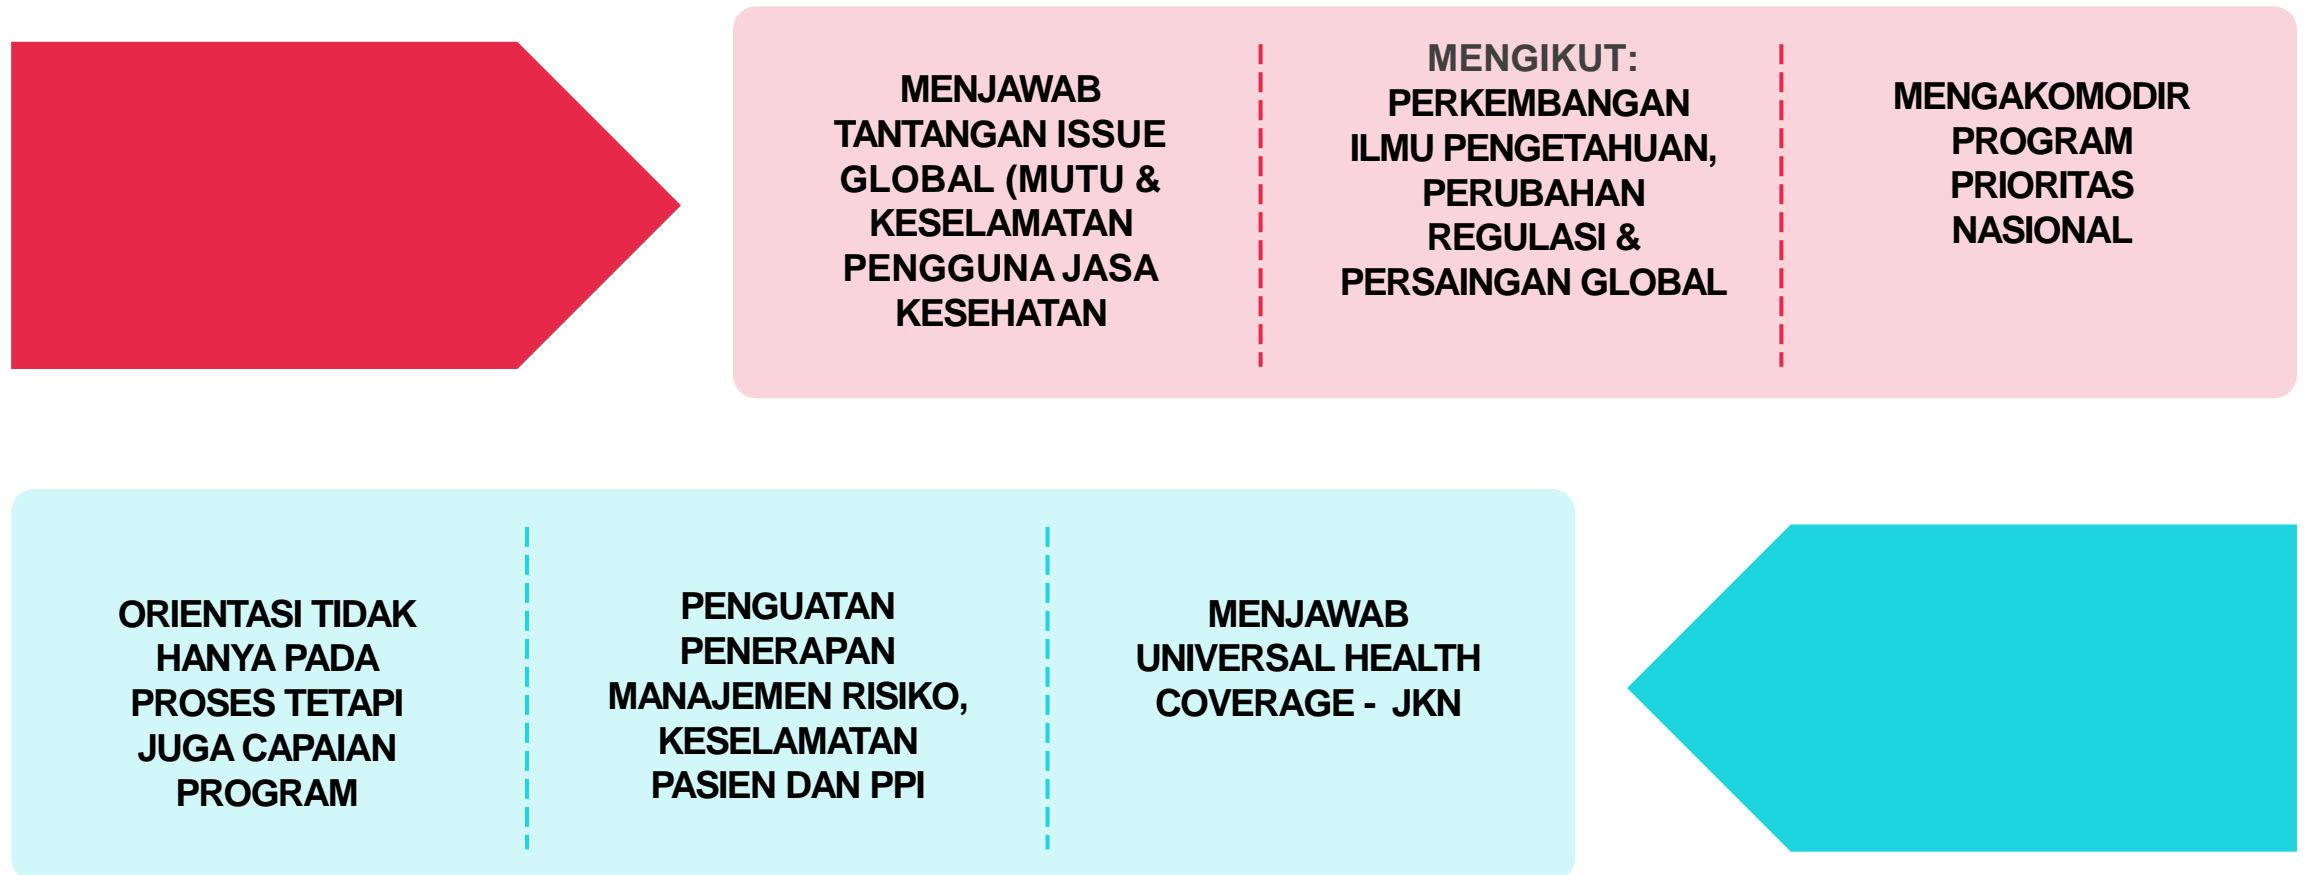 MENJAWAB
TANTANGAN ISSUE
GLOBAL (MUTU &
KESELAMATAN
PENGGUNA JASA
KESEHATAN
MENGIKUT:
PERKEMBANGAN
ILMU PENGETAHUAN,
PERUBAHAN
REGULASI &
PERSAINGAN GLOBAL
MENGAKOMODIR
PROGRAM
PRIORITAS
NASIONAL
ORIENTASI TIDAK
HANYA PADA
PROSES TETAPI
JUGA CAPAIAN
PROGRAM
PENGUATAN
PENERAPAN
MANAJEMEN RISIKO,
KESELAMATAN
PASIEN DAN PPI
MENJAWAB
UNIVERSAL HEALTH
COVERAGE - JKN